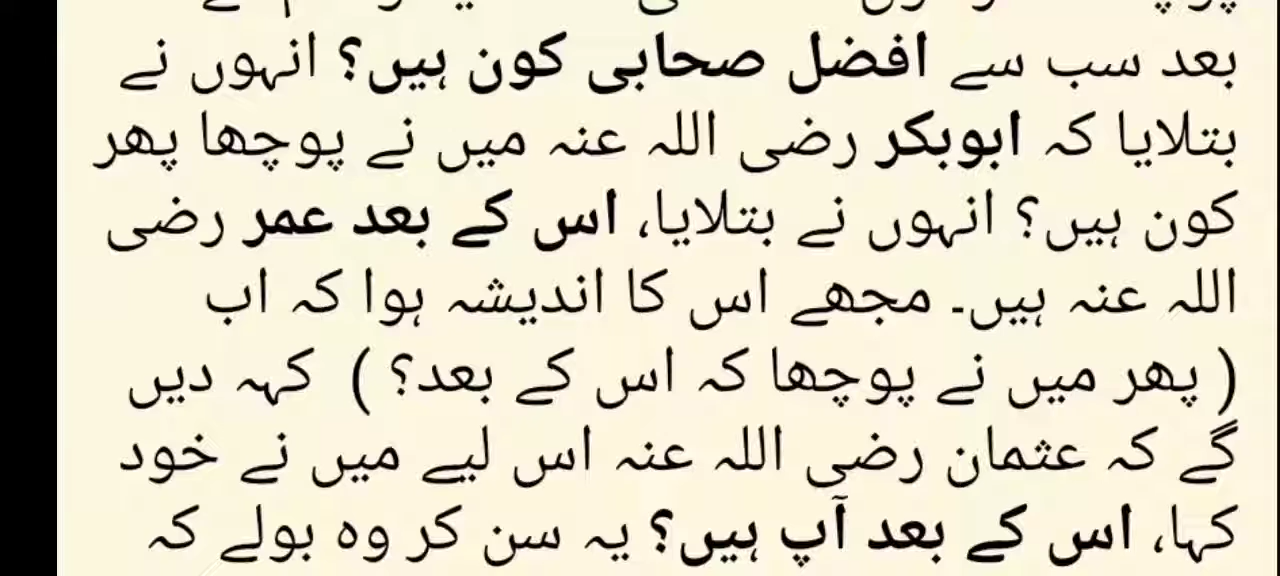 بعد سب سے افضل صحابی کون ہیں؟ انہوں نے
بتلایا کہ ابوبکر رضی اللہ عنہ میں نے پوچھا پھر
کون ہیں؟ انہوں نے بتلایا، اس کے بعد عمر رضی
اللہ عنہ ہیں۔ مجھے اس کا اندیشہ ہوا کہ اب
( پھر میں نے پوچھا کہ اس کے بعد؟ ) کہہ دیں
گے کہ عثمان رضی اللہ عنہ اس لیے میں نے خود
کہا، اس کے بعد آپ ہیں؟ یہ سن کر وہ بولے کہ